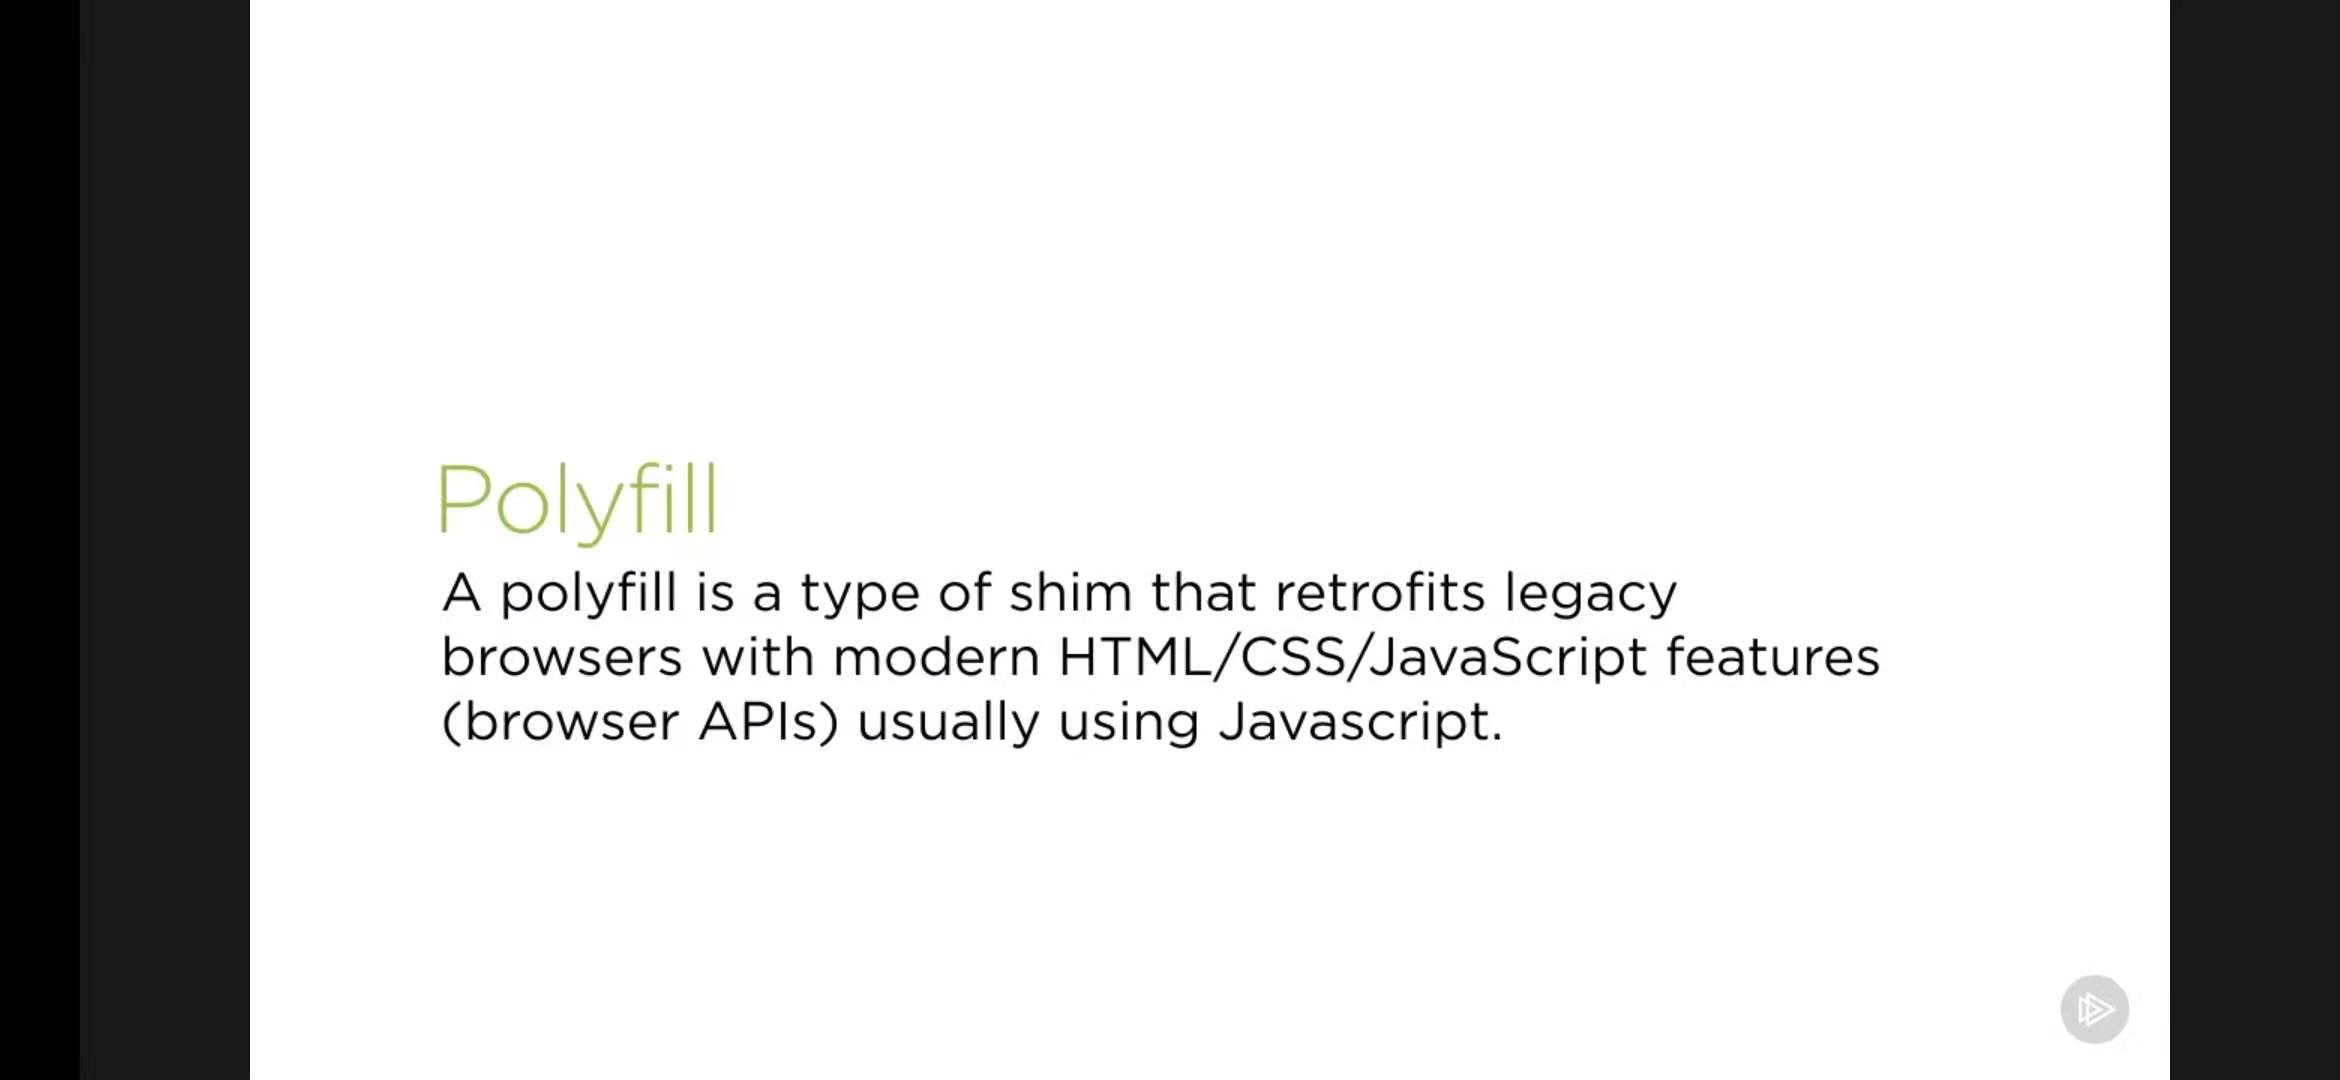 Polyfill
A polyfill is a type of shim that retrofits legacy
browsers with modern HTML/CSS/JavaScript features
(browser APIs) usually using Javascript.